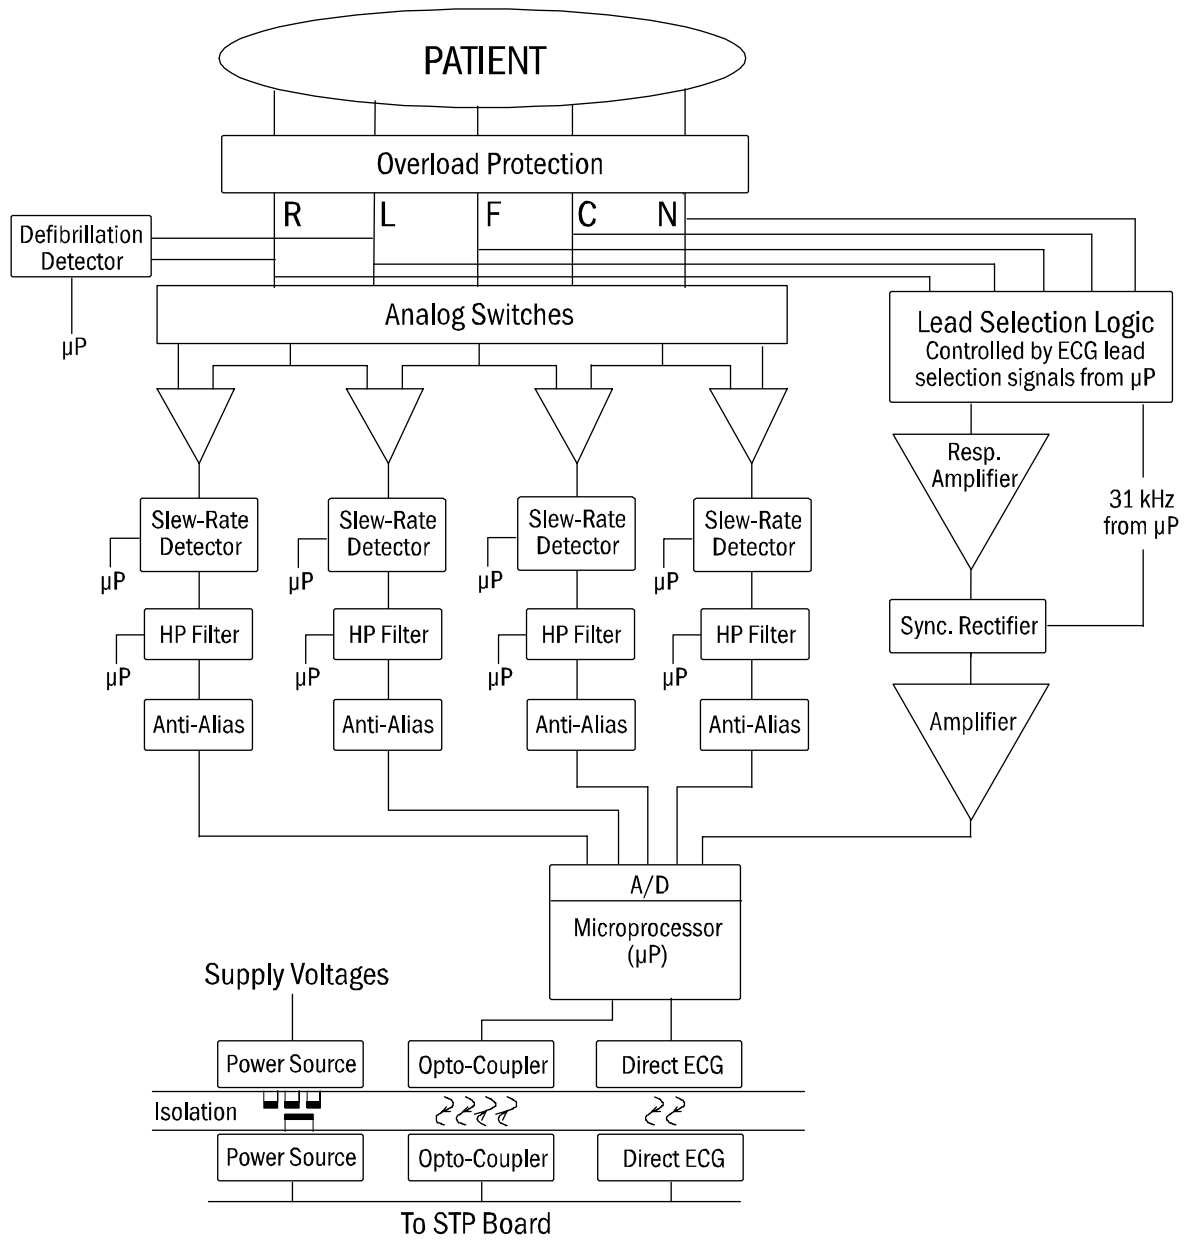 PATIENT
Overload Protection
R L F C N
Defibrillation
Detector
µP
Analog Switches
Lead Selection Logic
Controlled by ECG lead
selection signals from µP
Resp.
Amplifier
31 kHz
from µP
Slew-Rate
Detector
µP
Slew-Rate
Detector
µP
Slew-Rate
Detector
µP
Slew-Rate
Detector
µP
HP Filter
µP
HP Filter
µP
HP Filter
µP
HP Filter
µP
Sync. Rectifier
Anti-Alias
Anti-Alias
Anti-Alias
Anti-Alias
Amplifier
A/D
Microprocessor
(µP)
Supply Voltages
Power Source
Opto-Coupler
Direct ECG
Isolation
Power Source
Opto-Coupler
Direct ECG
To STP Board